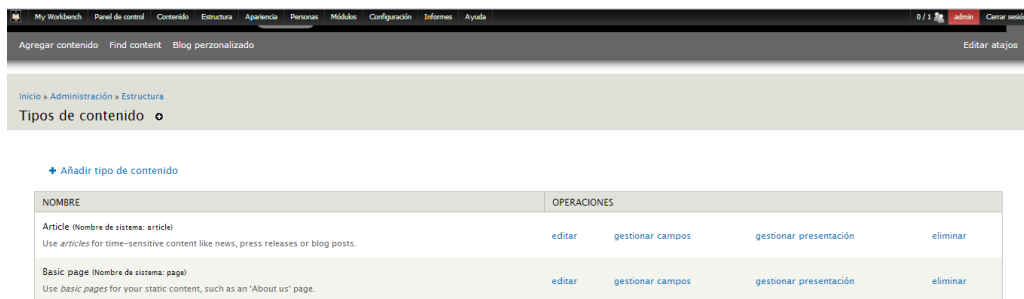 My Workbench Panel de control Contenido Estructura Apariencia Personas Módulos Configuración Informes Ayuda 0 / 1 admin Cerrar sesió
Agregar contenido Find content Blog perzonalizado Editar atajos
Inicio » Administración » Estructura
Tipos de contenido
Añadir tipo de contenido
NOMBRE OPERACIONES
Article (Nombre de sistema: article)
Use articles for time-sensitive content like news, press releases or blog posts.
editar gestionar campos gestionar presentación eliminar
Basic page (Nombre de sistema: page)
Use basic pages for your static content, such as an 'About us' page.
editar gestionar campos gestionar presentación eliminar